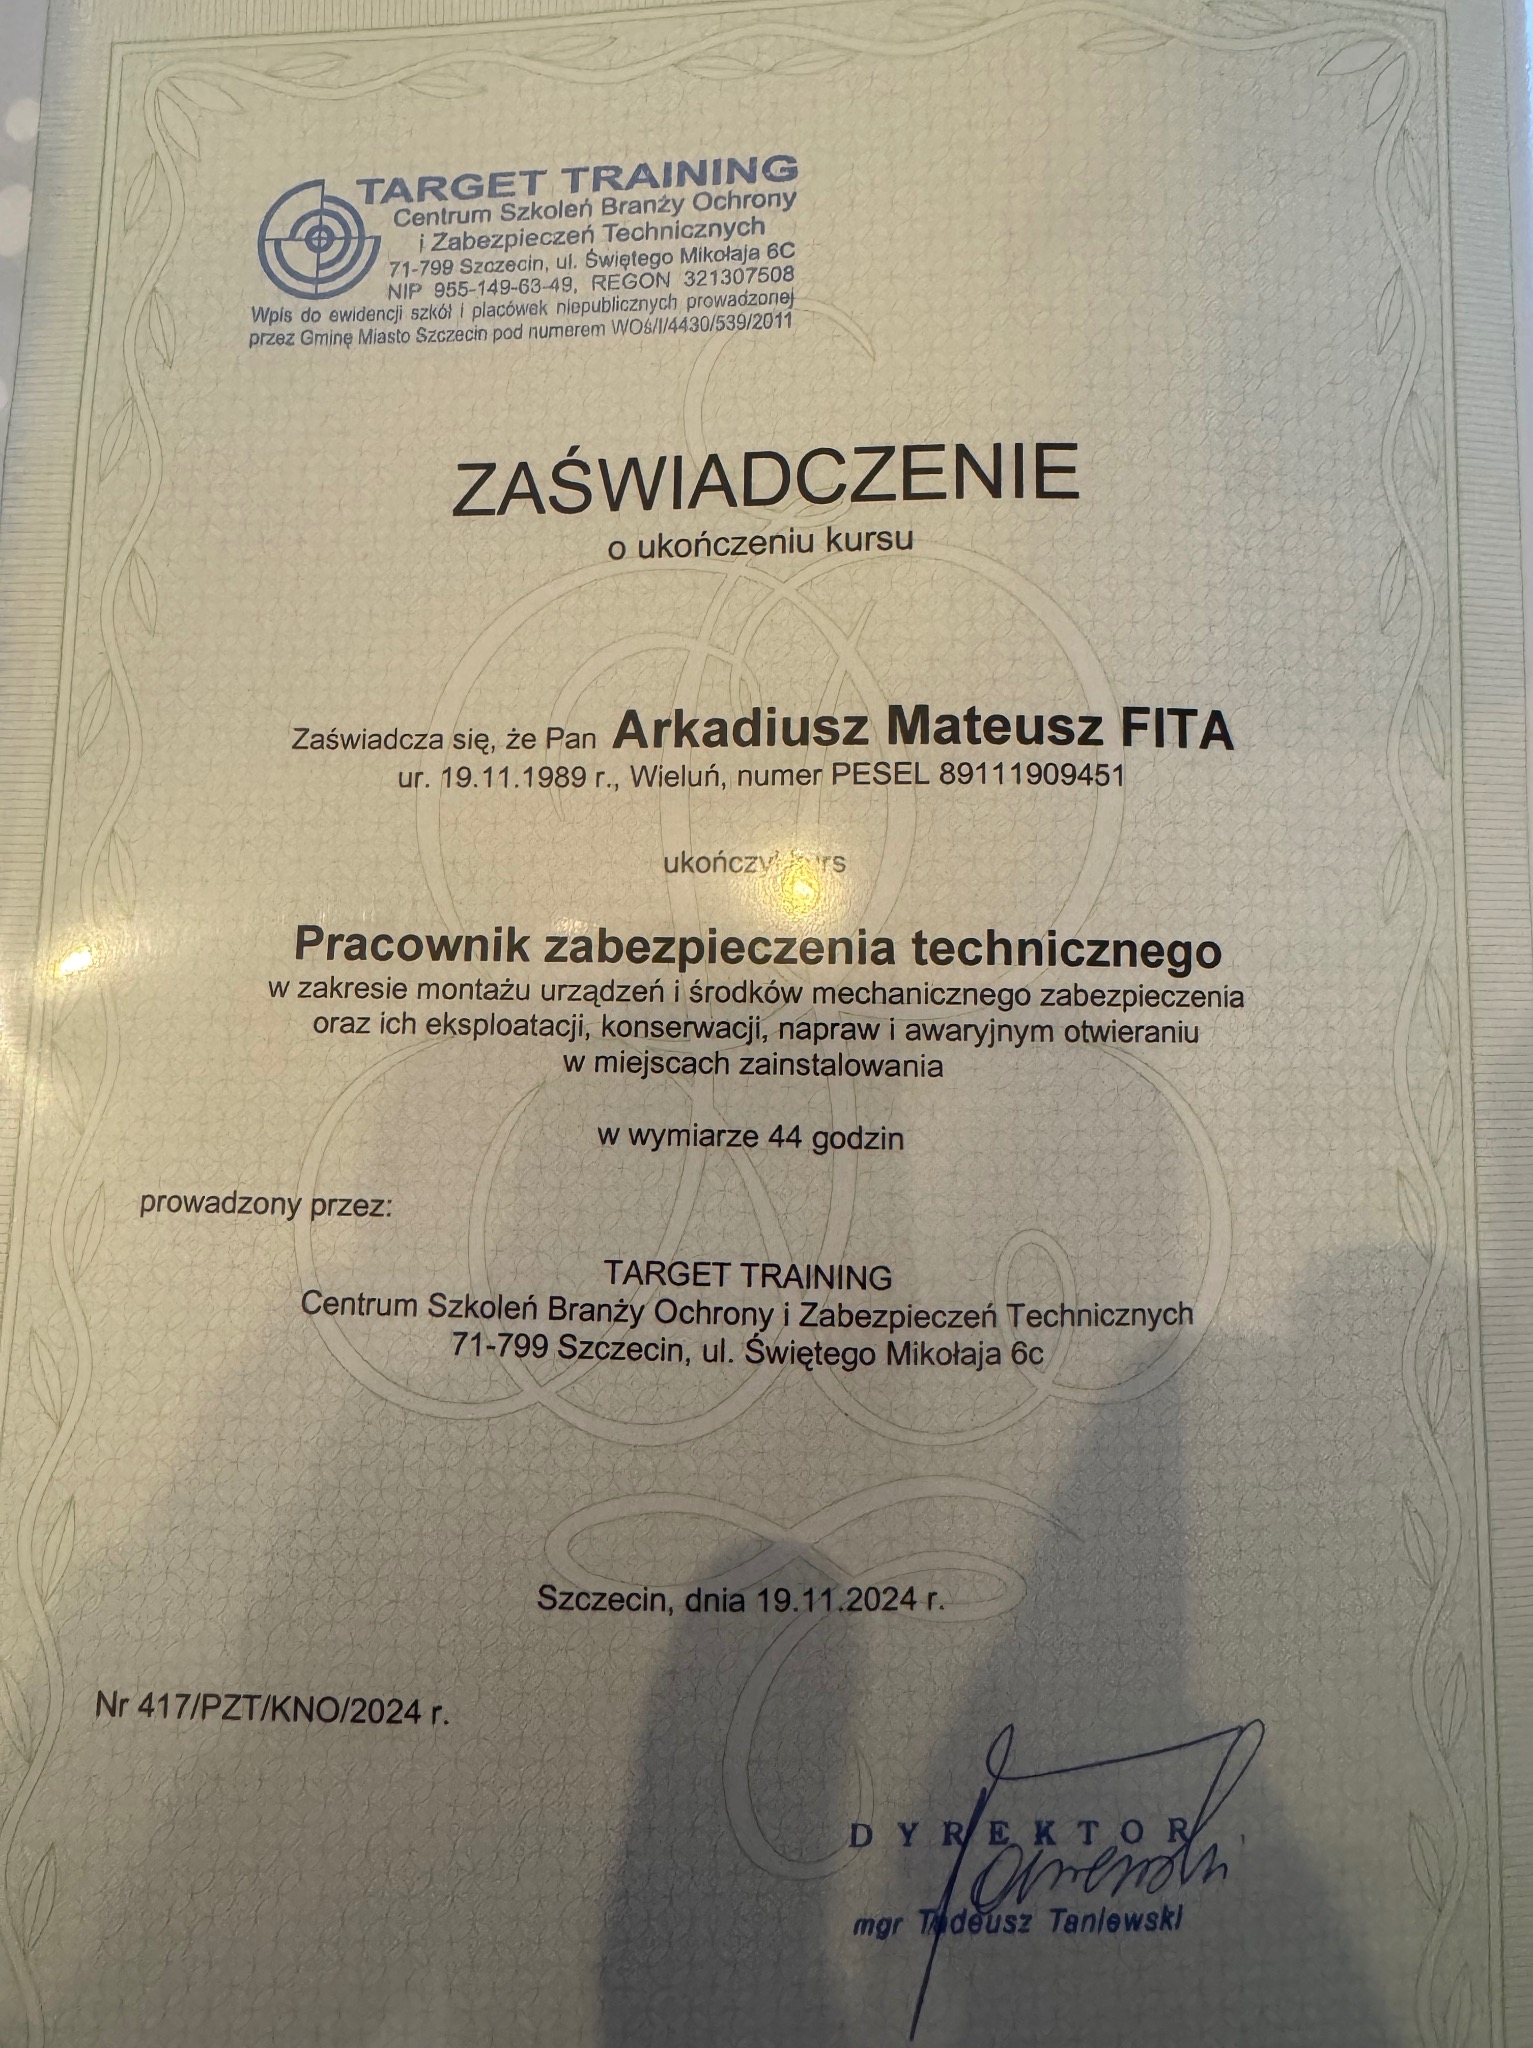 TARGET TRAINING
Centrum Szkoleń Branży Ochrony
i Zabezpieczeń Technicznych
71-799 Szczecin, ul. Świętego Mikołaja 6C
NIP 955-149-63-49, REGON 321307508
Wpis do ewidencji szkół i placówek niepublicznych prowadzonej
przez Gminę Miasto Szczecin pod numerem WOś/I/4430/539/2011
ZAŚWIADCZENIE
o ukończeniu kursu
Zaświadcza się, że Pan Arkadiusz Mateusz FITA
ur. 19.11.1989 r., Wieluń, numer PESEL 89111909451
ukończył kurs
Pracownik zabezpieczenia technicznego
w zakresie montażu urządzeń i środków mechanicznego zabezpieczenia
oraz ich eksploatacji, konserwacji, napraw i awaryjnym otwieraniu
w miejscach zainstalowania
w wymiarze 44 godzin
prowadzony przez:
TARGET TRAINING
Centrum Szkoleń Branży Ochrony i Zabezpieczeń Technicznych
71-799 Szczecin, ul. Świętego Mikołaja 6c
Szczecin, dnia 19.11.2024 r.
Nr 417/PZT/KNO/2024 r.
DYREKTOR
mgr Tadeusz Taniewski